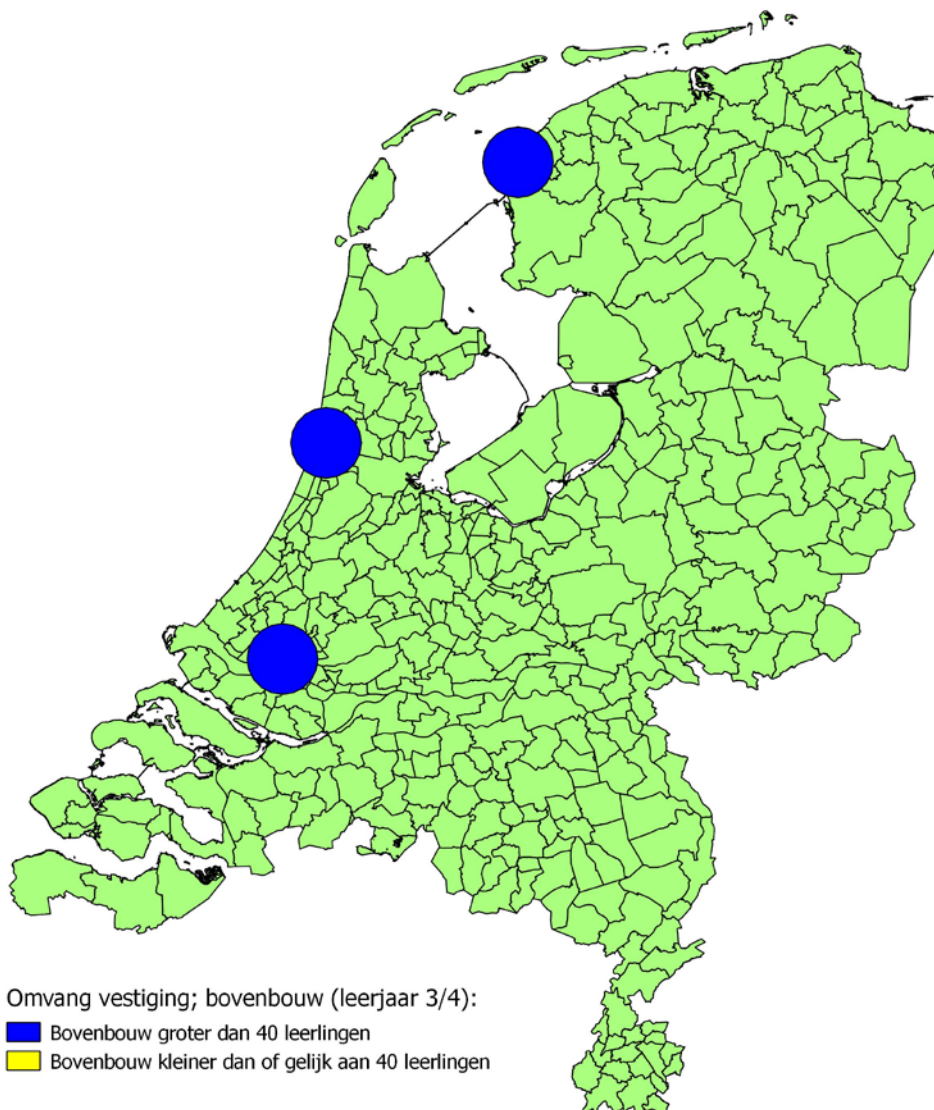 Omvang vestiging; bovenbouw (leerjaar 3/4):
Bovenbouw groter dan 40 leerlingen
Bovenbouw kleiner dan of gelijk aan 40 leerlingen